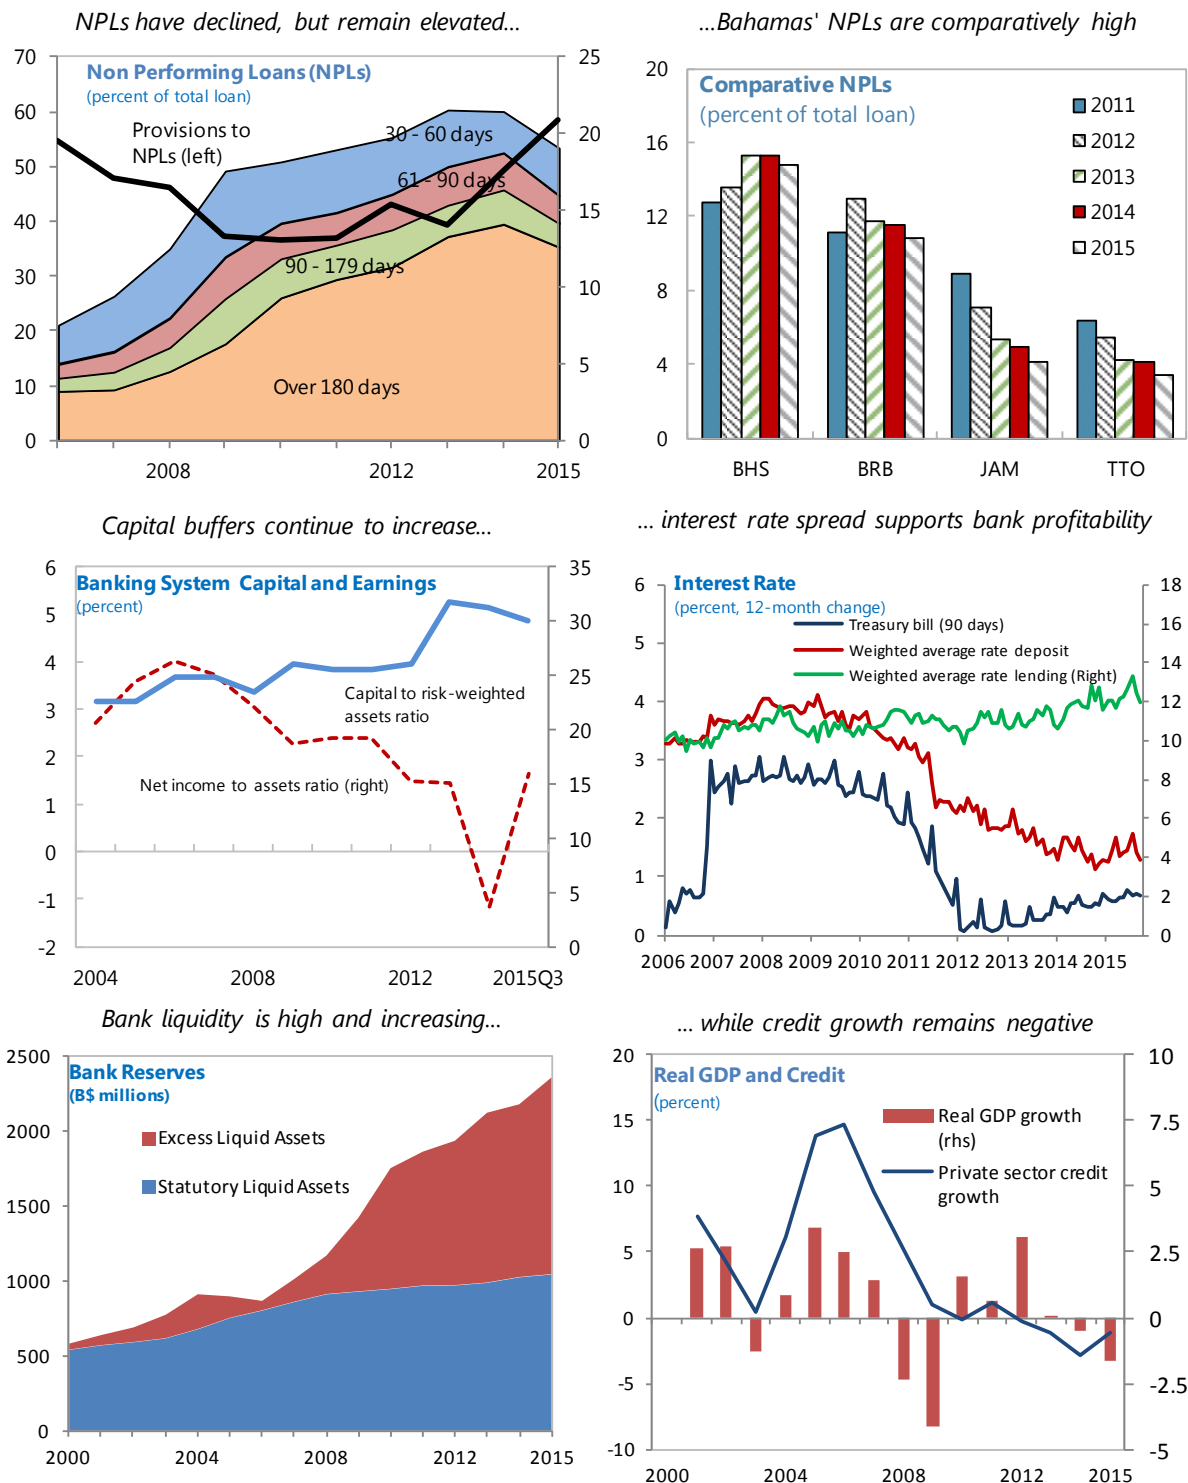 NPLs have declined, but remain elevated...
Non Performing Loans (NPLs)
(percent of total loan)
Provisions to
NPLs (left)
30 - 60 days
61 - 90 days
90 - 179 days
Over 180 days
70
60
50
40
30
20
10
0
25
20
15
10
5
0
2008
2012
2015
...Bahamas' NPLs are comparatively high
Comparative NPLs
(percent of total loan)
2011
2012
2013
2014
2015
20
16
12
8
4
0
BHS
BRB
JAM
TTO
Capital buffers continue to increase...
Banking System Capital and Earnings
(percent)
Capital to risk-weighted
assets ratio
Net income to assets ratio (right)
6
5
4
3
2
1
0
-1
-2
35
30
25
20
15
10
5
0
2004
2008
2012
2015Q3
... interest rate spread supports bank profitability
Interest Rate
(percent, 12-month change)
Treasury bill (90 days)
Weighted average rate deposit
Weighted average rate lending (Right)
6
5
4
3
2
1
0
18
16
14
12
10
8
6
4
2
0
2006 2007 2008 2009 2010 2011 2012 2013 2014 2015
Bank liquidity is high and increasing...
Bank Reserves
(B$ millions)
Excess Liquid Assets
Statutory Liquid Assets
2500
2000
1500
1000
500
0
2000
2004
2008
2012
2015
... while credit growth remains negative
Real GDP and Credit
(percent)
Real GDP growth
(rhs)
Private sector credit
growth
20
15
10
5
0
-5
-10
10
7.5
5
2.5
0
-2.5
-5
2000
2004
2008
2012
2015